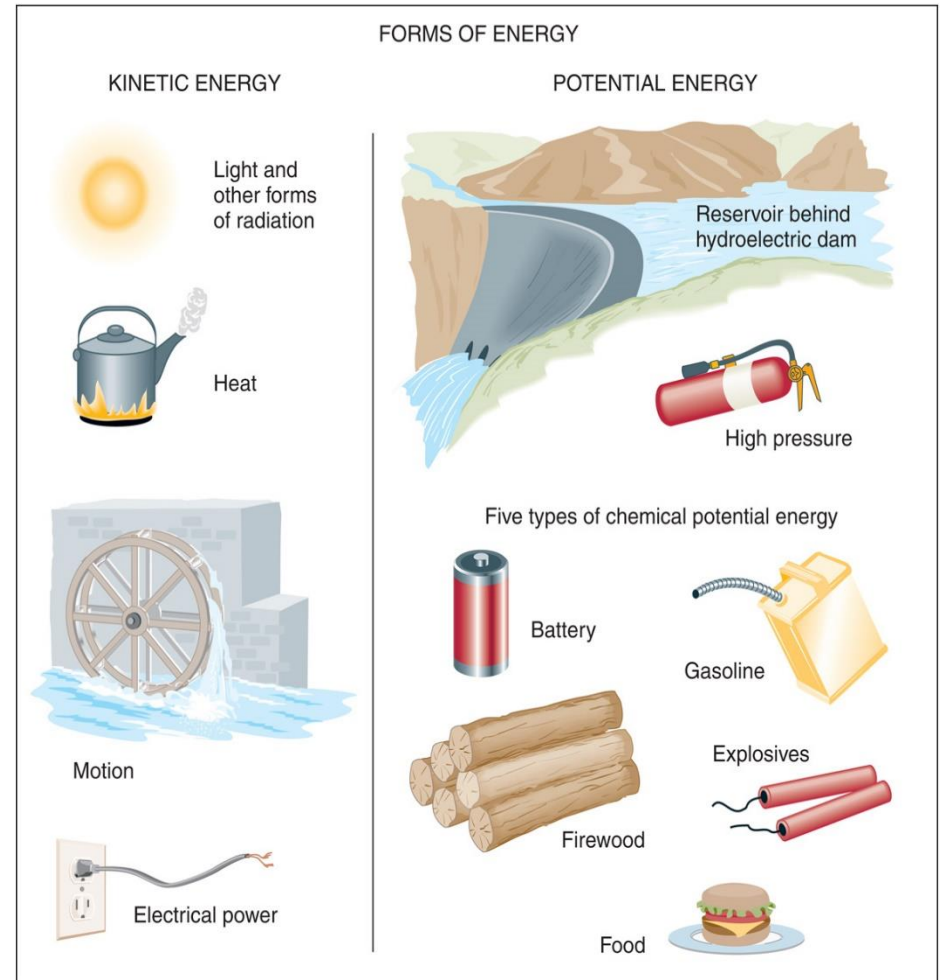 FORMS OF ENERGY
KINETIC ENERGY
Light and
other forms
of radiation
Heat
Motion
Electrical power
POTENTIAL ENERGY
Reservoir behind
hydroelectric dam
High pressure
Five types of chemical potential energy
Battery
Gasoline
Firewood
Explosives
Food